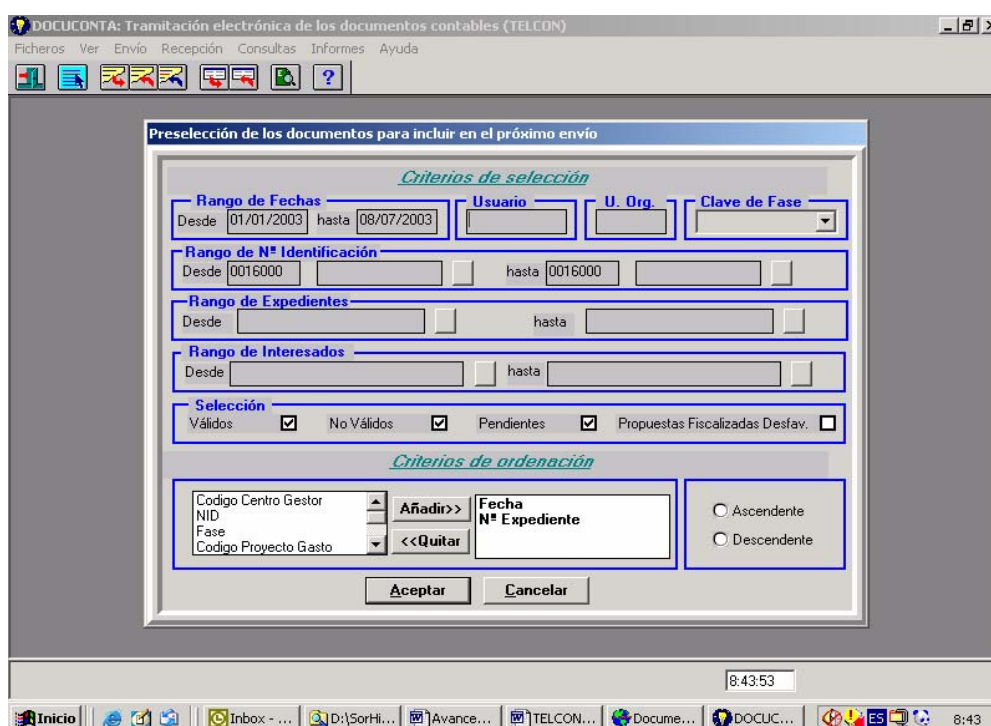 DOCUCONTA: Tramitación electrónica de los documentos contables (TELCON)
Ficheros Ver Envío Recepción Consultas Informes Ayuda
Preselección de los documentos para incluir en el próximo envío
Criterios de selección
Rango de Fechas Usuario U. Org. Clave de Fase
Desde 01/01/2003 hasta 08/07/2003
Rango de Nº Identificación
Desde 0016000 hasta 0016000
Rango de Expedientes
Desde hasta
Rango de Interesados
Desde hasta
Selección
Válidos No Válidos Pendientes Propuestas Fiscalizadas Desfav.
Criterios de ordenación
Codigo Centro Gestor
NID
Fase
Codigo Proyecto Gasto
Añadir>>
<<Quitar
Fecha
Nº Expediente
Ascendente
Descendente
Aceptar Cancelar
8:43:53
Inicio Inbox - ... D:\SorHi... Avance... TELCON... Docume... DOCUC... ES 8:43